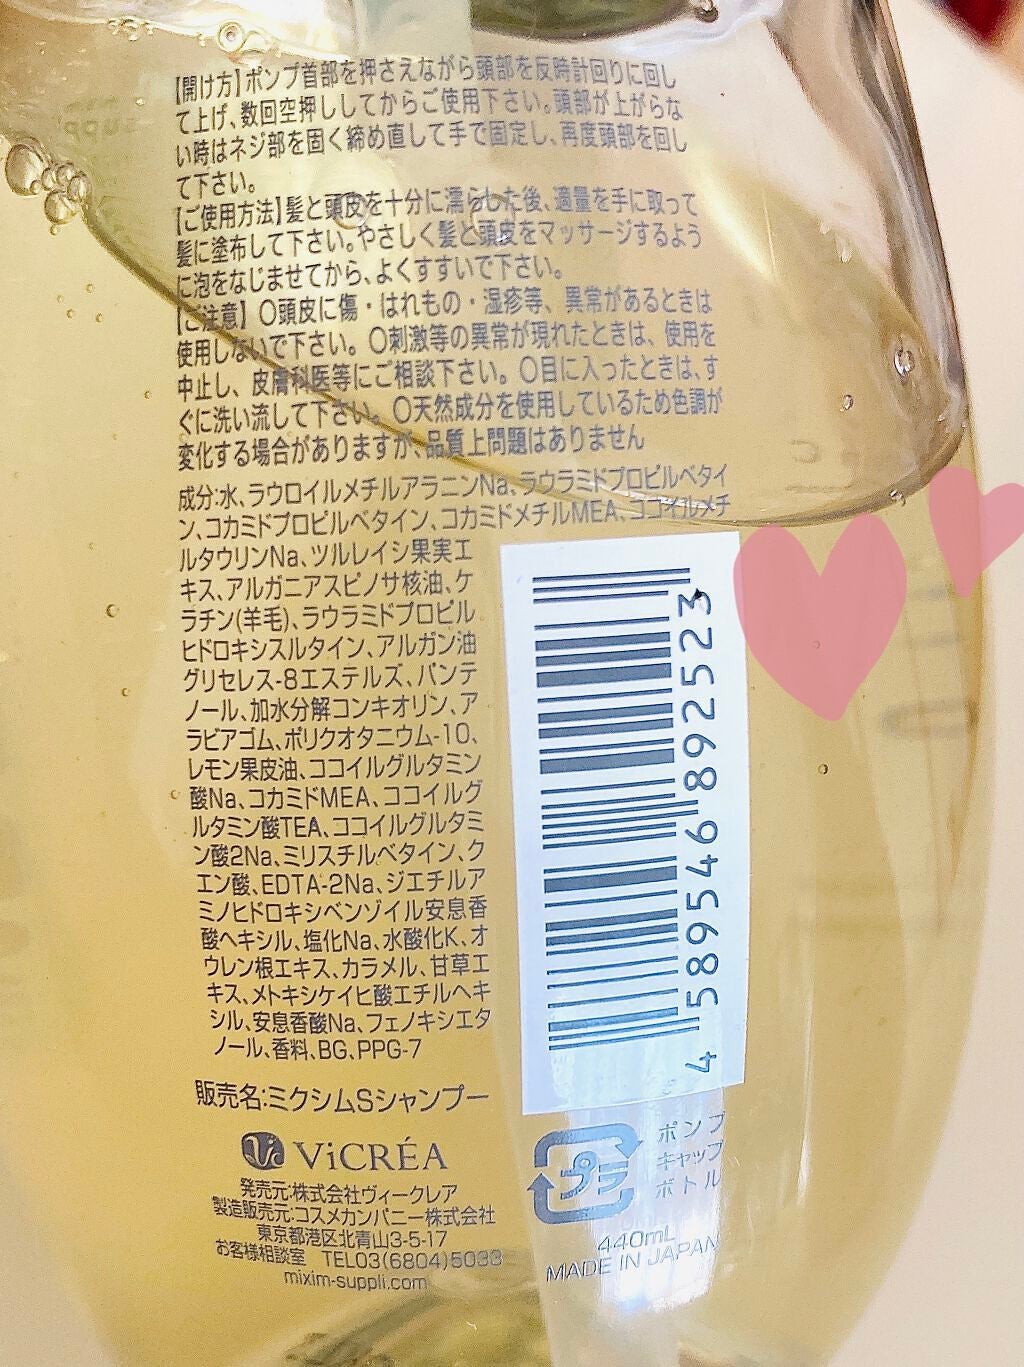 【開け方】ポンプ首部を押さえながら頭部を反時計回りに回し
て上げ、数回空押ししてからご使用下さい。頭部が上がらな
い時はネジ部を固く締め直して手で固定し、再度頭部を回し
て下さい。
【ご使用方法】髪と頭皮を十分に濡らした後、適量を手に取って
髪に塗布して下さい。やさしく髪と頭皮をマッサージするよう
に泡をなじませてから、よくすすいで下さい。
【ご注意】○頭皮に傷・はれもの・湿疹等、異常があるときは
使用しないで下さい。○刺激等の異常が現れたときは、使用を
中止し、皮膚科医等にご相談下さい。○目に入ったときは、す
ぐに洗い流して下さい。○天然成分を使用しているため色調が
変化する場合がありますが、品質上問題はありません
成分:水、ラウロイルメチルアラニンNa、ラウラミドプロピルベタイ
ン、コカミドプロピルベタイン、コカミドメチルMEA、ココイルメチ
ルタウリンNa、ツルレイシ果実エ
キス、アルガニアスピノサ核油、ケ
ラチン(羊毛)、ラウラミドプロピル
ヒドロキシスルタイン、アルガン油
グリセレス-8エステルズ、パンテ
ノール、加水分解コンキオリン、ア
ラビアゴム、ポリクオタニウム-10、
レモン果皮油、ココイルグルタミン
酸Na、コカミドMEA、ココイルグ
ルタミン酸TEA、ココイルグルタミ
ン酸2Na、ミリスチルベタイン、ク
エン酸、EDTA-2Na、ジエチルア
ミノヒドロキシベンゾイル安息香
酸ヘキシル、塩化Na、水酸化K、オ
ウレン根エキス、カラメル、甘草エ
キス、メトキシケイヒ酸エチルヘキ
シル、安息香酸Na、フェノキシエタ
ノール、香料、BG、PPG-7
販売名:ミクシムSシャンプー
ViCRÉA
発売元:株式会社ヴィークレア
製造販売元:コスメカンパニー株式会社
東京都港区北青山3-5-17
お客様相談室 TEL03(6804)5033
mixim-suppli.com
4 589546 892523
プラ
ポンプ
キャップ
ボトル
440mL
MADE IN JAPAN